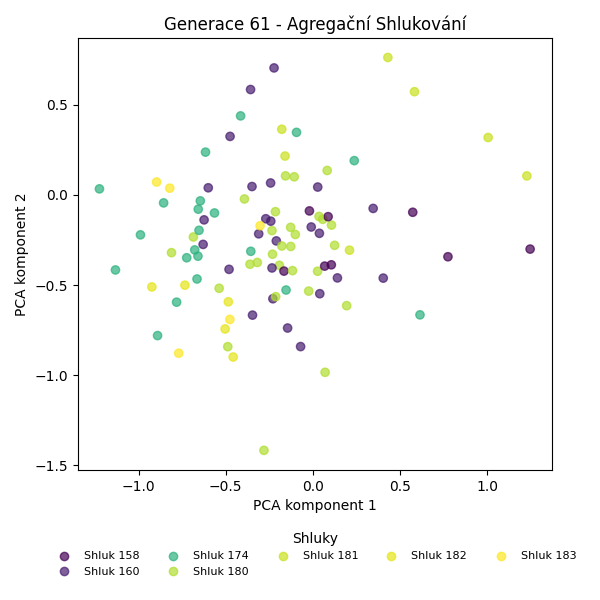 Generace 61 - Agregační Shlukování
PCA komponent 2
0.5
0.0
−0.5
−1.0
−1.5
−1.0
−0.5
0.0
0.5
1.0
PCA komponent 1
Shluky
Shluk 158
Shluk 174
Shluk 181
Shluk 182
Shluk 183
Shluk 160
Shluk 180